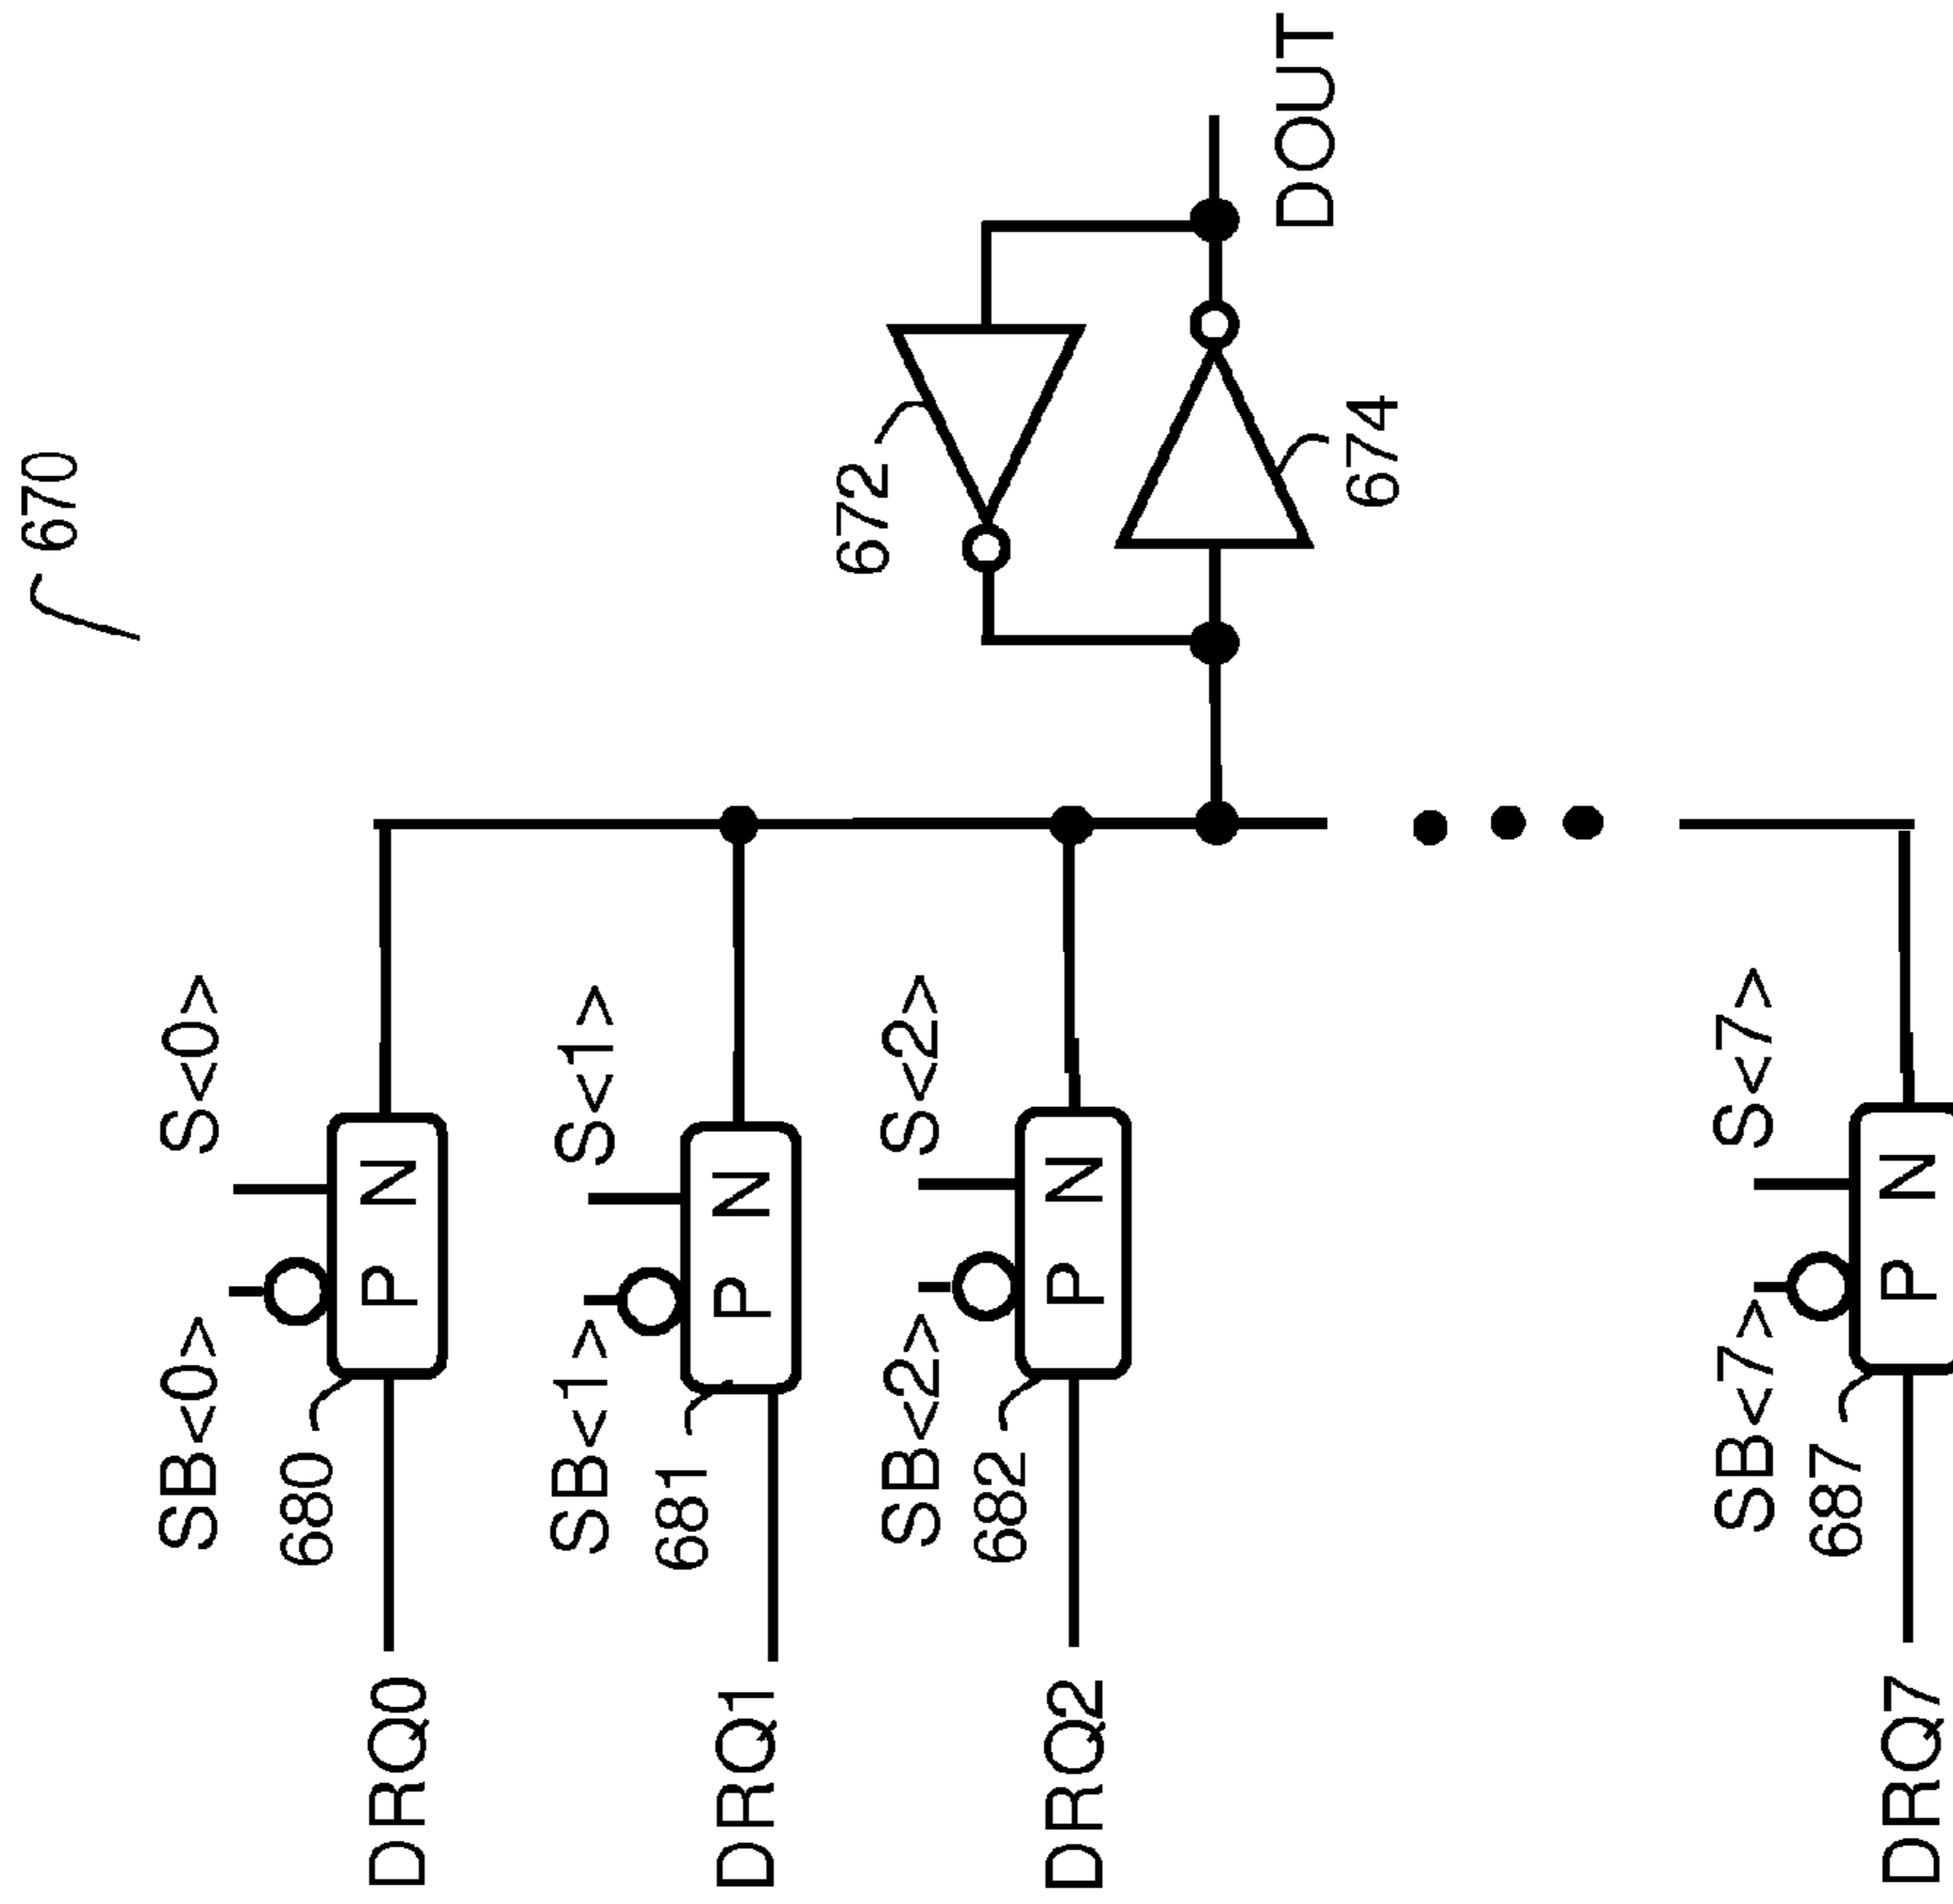 670
SB<0>
S<0>
680
P N
DRQ0
SB<1>
S<1>
681
P N
DRQ1
672
DOUT
674
SB<2>
S<2>
682
P N
DRQ2
SB<7>
S<7>
687
P N
DRQ7